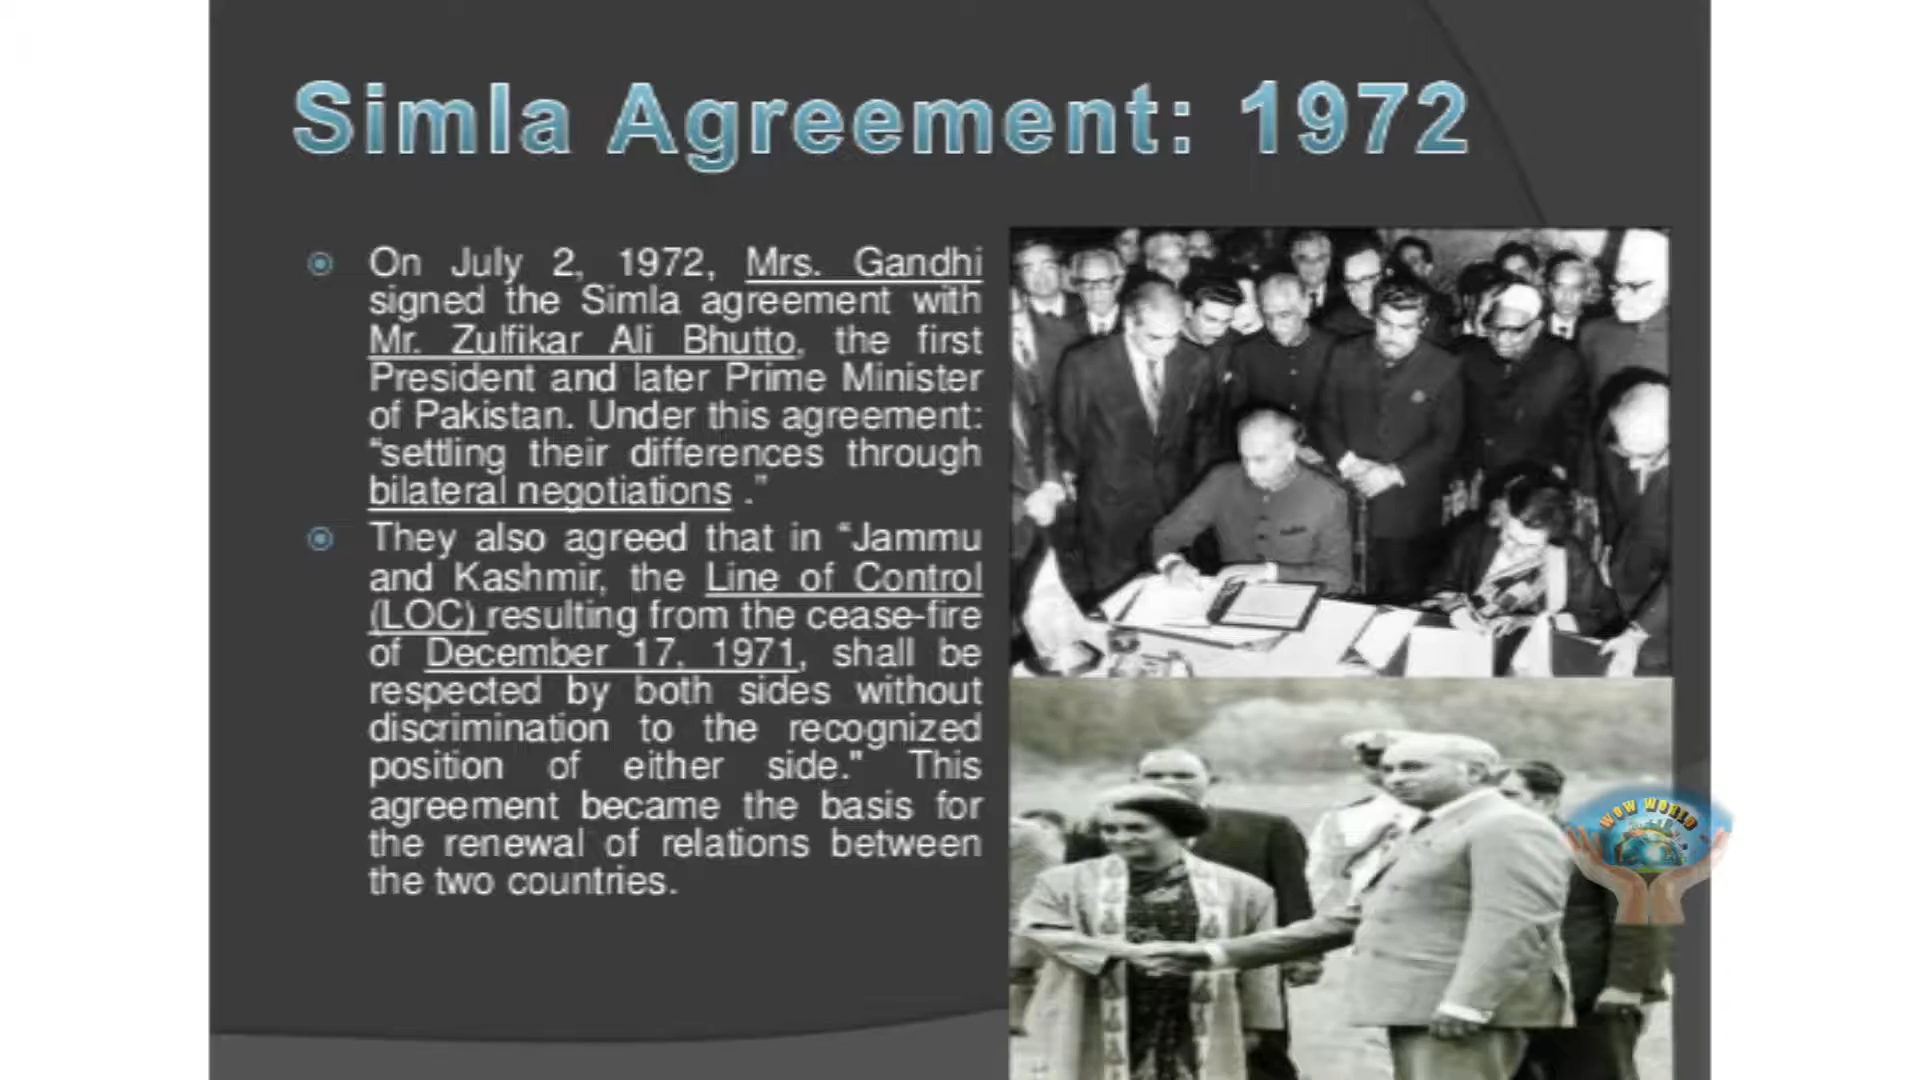 Simla Agreement: 1972
On July 2, 1972, Mrs. Gandhi
signed the Simla agreement with
Mr. Zulfikar Ali Bhutto, the first
President and later Prime Minister
of Pakistan. Under this agreement:
“settling their differences through
bilateral negotiations .”
They also agreed that in “Jammu
and Kashmir, the Line of Control
(LOC) resulting from the cease-fire
of December 17, 1971, shall be
respected by both sides without
discrimination to the recognized
position of either side." This
agreement became the basis for
the renewal of relations between
the two countries.
WOW WORLD